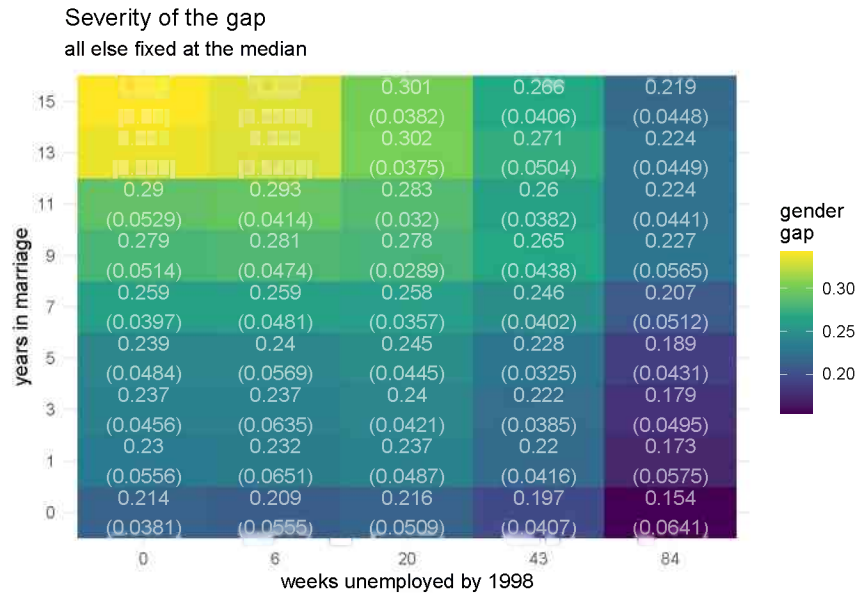 Severity of the gap
all else fixed at the median
15 0.301 0.266 0.219
(0.0382) (0.0406) (0.0448)
13 0.302 0.271 0.224
(0.0375) (0.0504) (0.0449)
11 0.29 0.293 0.283 0.26 0.224
(0.0529) (0.0414) (0.032) (0.0382) (0.0441)
9 0.279 0.281 0.278 0.265 0.227
(0.0514) (0.0474) (0.0289) (0.0438) (0.0565)
7 0.259 0.259 0.258 0.246 0.207
(0.0397) (0.0481) (0.0357) (0.0402) (0.0512)
5 0.239 0.24 0.245 0.228 0.189
(0.0484) (0.0569) (0.0445) (0.0325) (0.0431)
3 0.237 0.237 0.24 0.222 0.179
(0.0456) (0.0635) (0.0421) (0.0385) (0.0495)
1 0.23 0.232 0.237 0.22 0.173
(0.0556) (0.0651) (0.0487) (0.0416) (0.0575)
0 0.214 0.209 0.216 0.197 0.154
(0.0381) (0.0555) (0.0509) (0.0407) (0.0641)
0 6 20 43 84
weeks unemployed by 1998
years in marriage
gender
gap
0.30
0.25
0.20